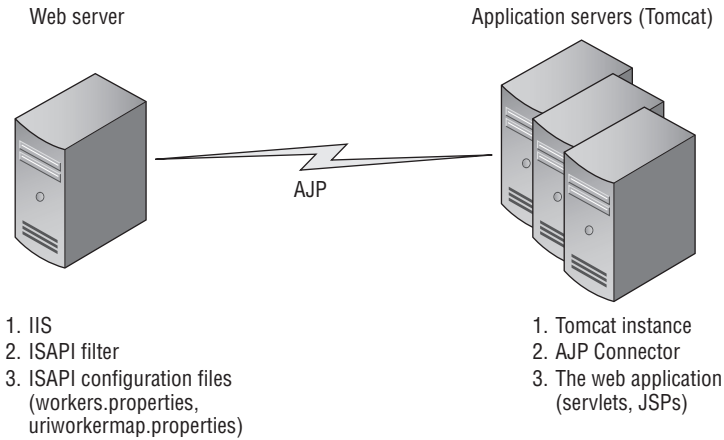 Web server
Application servers (Tomcat)
AJP
1. IIS
2. ISAPI filter
3. ISAPI configuration files
(workers.properties,
uriworkermap.properties)
1. Tomcat instance
2. AJP Connector
3. The web application
(servlets, JSPs)